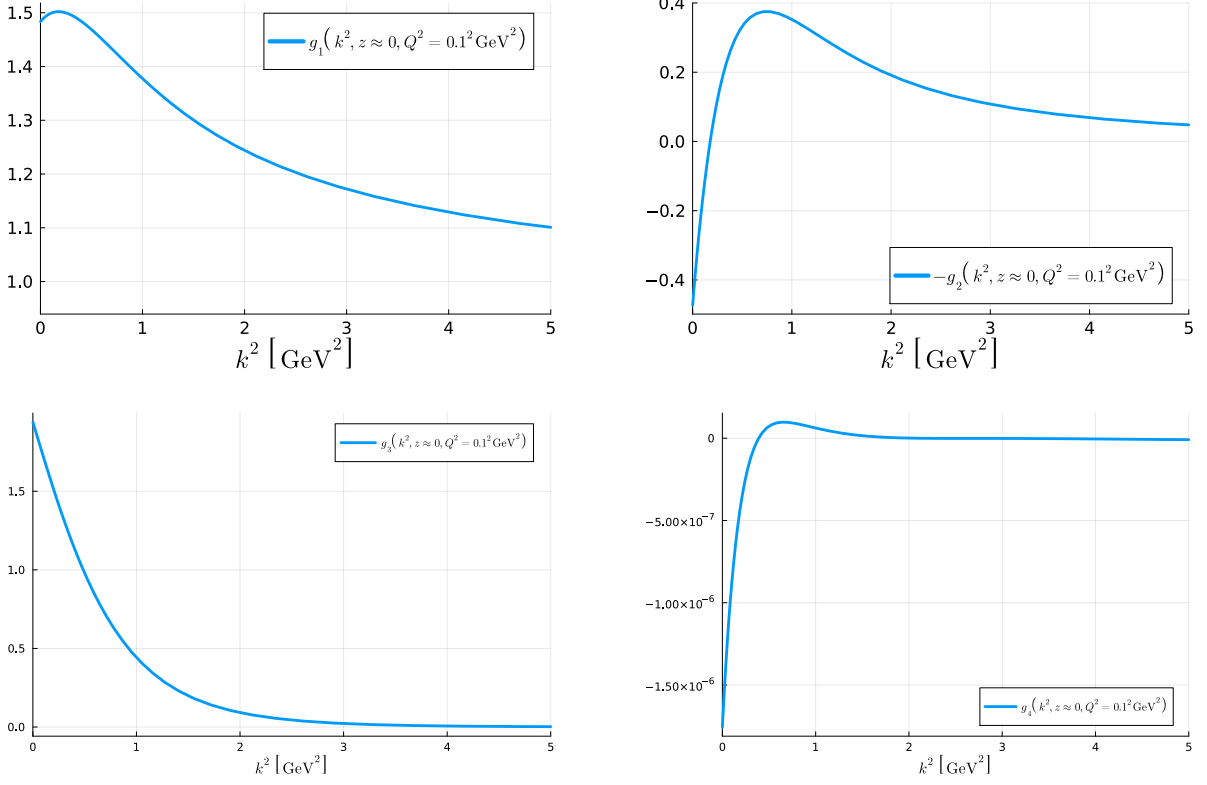 1.5
1.4
1.3
1.2
1.1
1.0
0 1 2 3 4 5
k² [GeV²]
g₁(k², z ≈ 0, Q² = 0.1² GeV²)
0.4
0.2
0.0
−0.2
−0.4
0 1 2 3 4 5
k² [GeV²]
−g₂(k², z ≈ 0, Q² = 0.1² GeV²)
1.5
1.0
0.5
0.0
0 1 2 3 4 5
k² [GeV²]
g₃(k², z ≈ 0, Q² = 0.1² GeV²)
0
−5.00×10⁻⁷
−1.00×10⁻⁶
−1.50×10⁻⁶
0 1 2 3 4 5
k² [GeV²]
g₄(k², z ≈ 0, Q² = 0.1² GeV²)